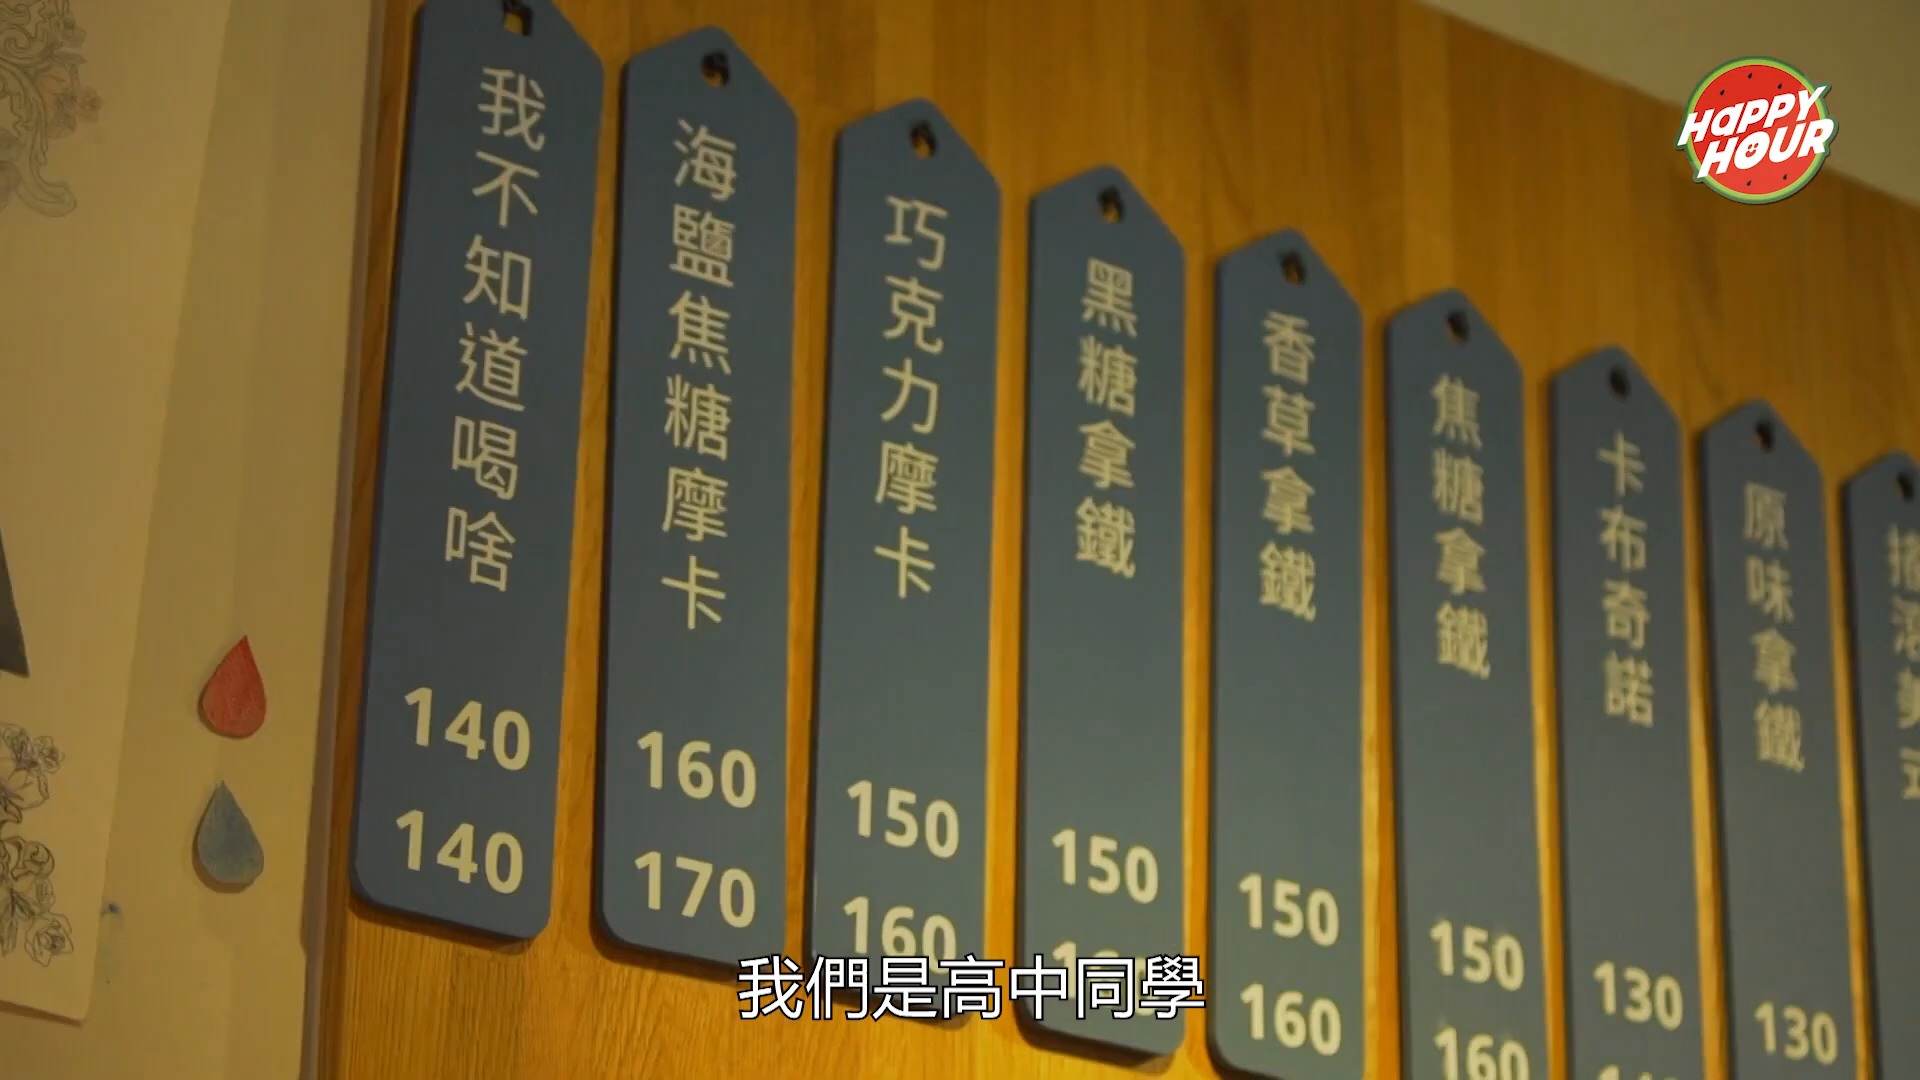 我不知道喝啥
140
140
海鹽焦糖摩卡
160
170
巧克力摩卡
150
160
黑糖拿鐵
150
香草拿鐵
150
160
焦糖拿鐵
150
160
卡布奇諾
130
原味拿鐵
130
HAPPY
HOUR
我們是高中同學